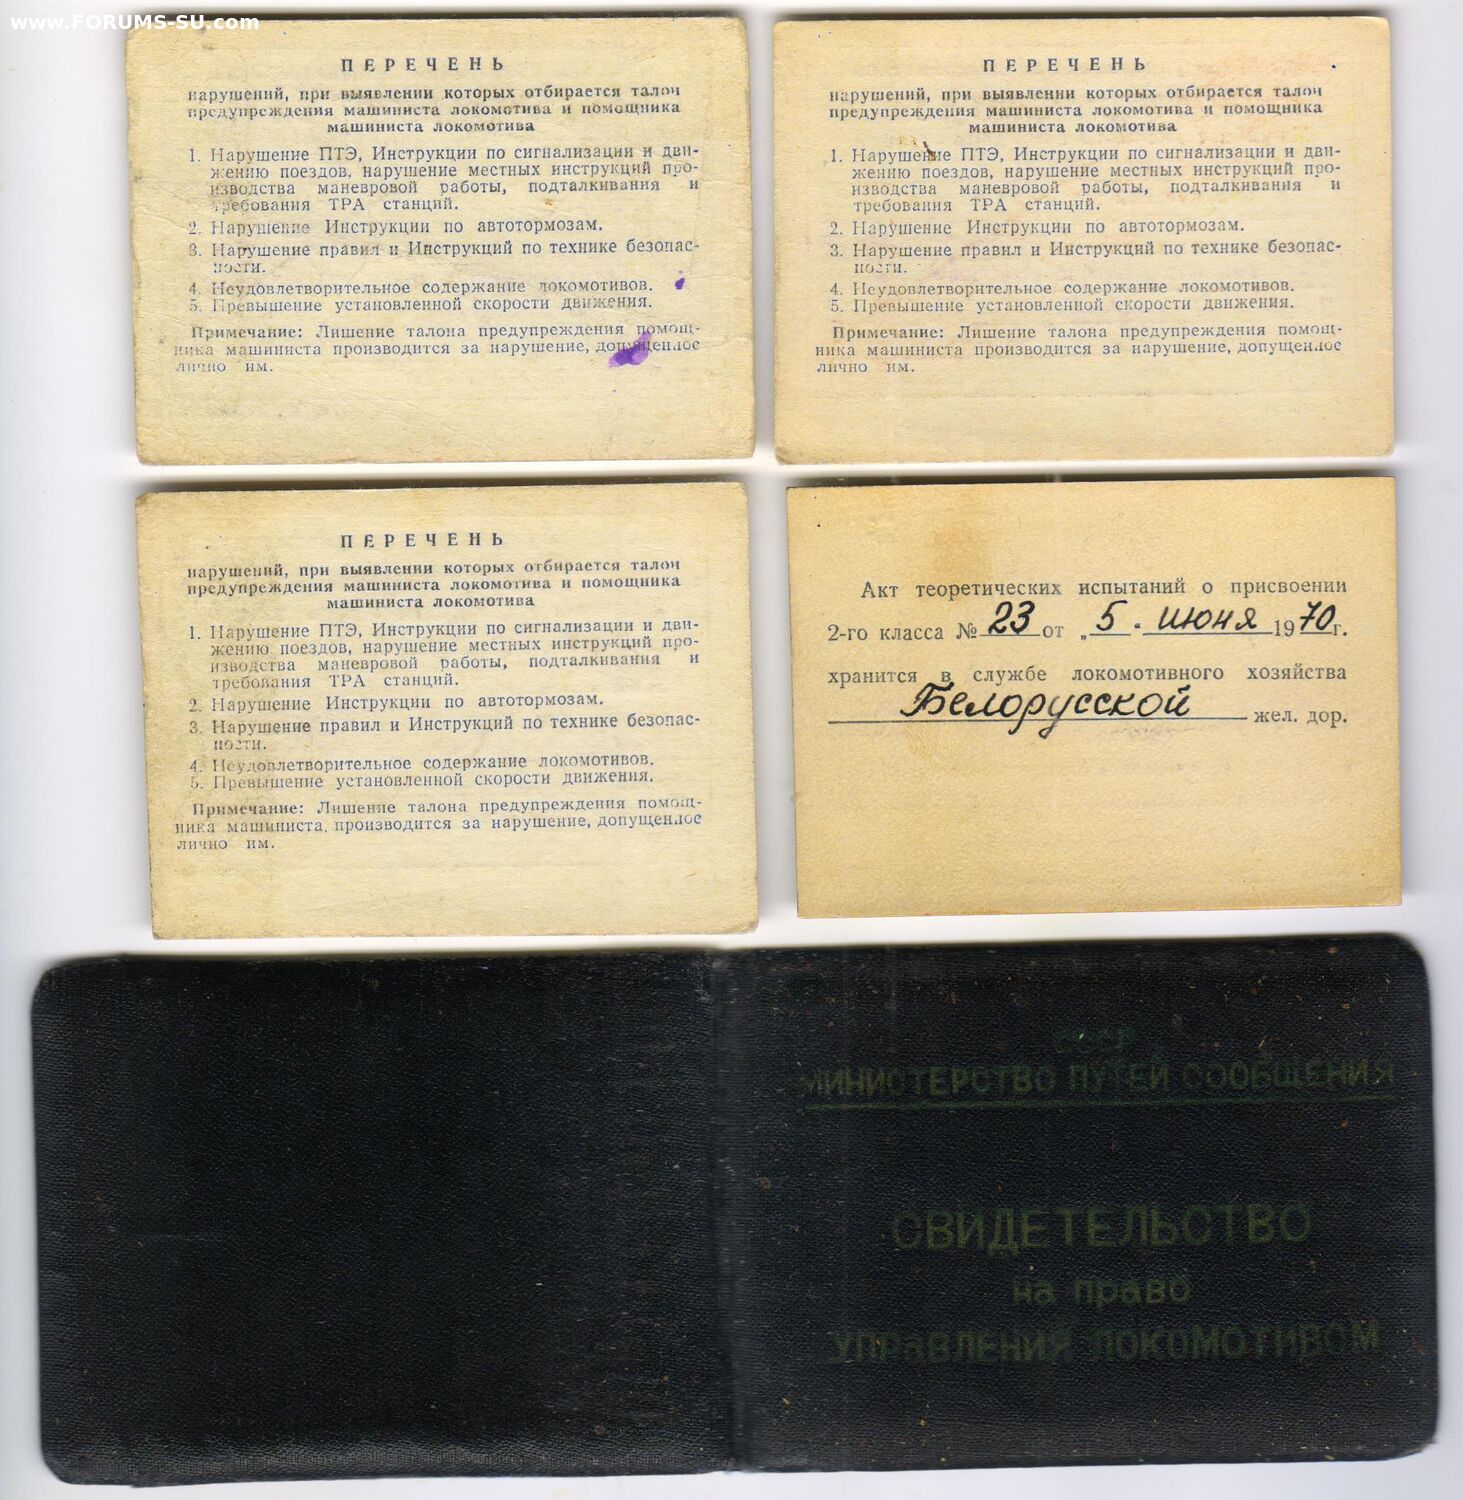 www.FORUMS-SU.com
ПЕРЕЧЕНЬ
нарушений, при выявлении которых отбирается талон
предупреждения машиниста локомотива и помощника
машиниста локомотива
1. Нарушение ПТЭ, Инструкции по сигнализации и дви-
жению поездов, нарушение местных инструкций про-
изводства маневровой работы, подталкивания и
требования ТРА станций.
2. Нарушение Инструкции по автотормозам.
3. Нарушение правил и Инструкций по технике безопас-
ности.
4. Неудовлетворительное содержание локомотивов.
5. Превышение установленной скорости движения.
Примечание: Лишение талона предупреждения помощ-
ника машиниста производится за нарушение, допущенное
лично им.
ПЕРЕЧЕНЬ
нарушений, при выявлении которых отбирается талон
предупреждения машиниста локомотива и помощника
машиниста локомотива
1. Нарушение ПТЭ, Инструкции по сигнализации и дви-
жению поездов, нарушение местных инструкций про-
изводства маневровой работы, подталкивания и
требования ТРА станций.
2. Нарушение Инструкции по автотормозам.
3. Нарушение правил и Инструкций по технике безопас-
ности.
4. Неудовлетворительное содержание локомотивов.
5. Превышение установленной скорости движения.
Примечание: Лишение талона предупреждения помощ-
ника машиниста производится за нарушение, допущенное
лично им.
ПЕРЕЧЕНЬ
нарушений, при выявлении которых отбирается талон
предупреждения машиниста локомотива и помощника
машиниста локомотива
1. Нарушение ПТЭ, Инструкции по сигнализации и дви-
жению поездов, нарушение местных инструкций про-
изводства маневровой работы, подталкивания и
требования ТРА станций.
2. Нарушение Инструкции по автотормозам.
3. Нарушение правил и Инструкций по технике безопас-
ности.
4. Неудовлетворительное содержание локомотивов.
5. Превышение установленной скорости движения.
Примечание: Лишение талона предупреждения помощ-
ника машиниста производится за нарушение, допущенное
лично им.
Акт теоретических испытаний о присвоении
2-го класса № 23 от „5. июня 1970 г.
хранится в службе локомотивного хозяйства
Белорусской жел. дор.
СССР
МИНИСТЕРСТВО ПУТЕЙ СООБЩЕНИЯ
СВИДЕТЕЛЬСТВО
на право
УПРАВЛЕНИЯ ЛОКОМОТИВОМ